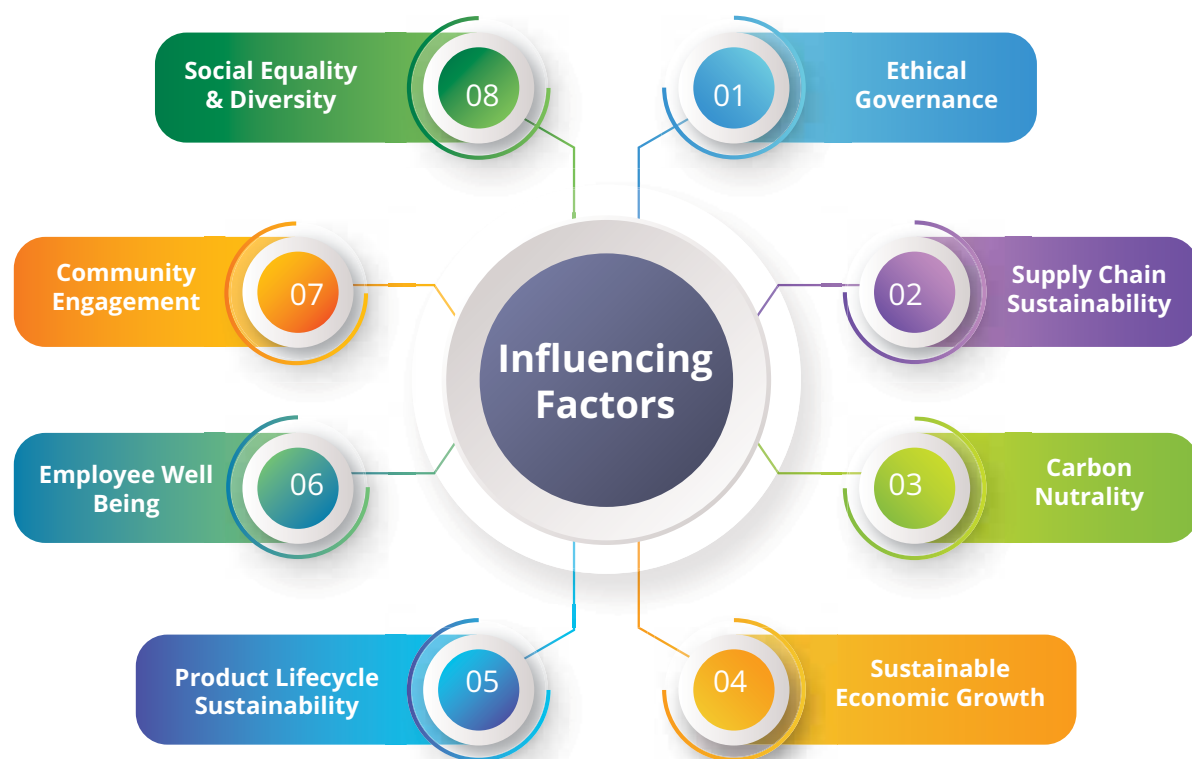 Influencing
Factors
01
Ethical
Governance
02
Supply Chain
Sustainability
03
Carbon
Nutrality
04
Sustainable
Economic Growth
05
Product Lifecycle
Sustainability
06
Employee Well
Being
07
Community
Engagement
08
Social Equality
& Diversity